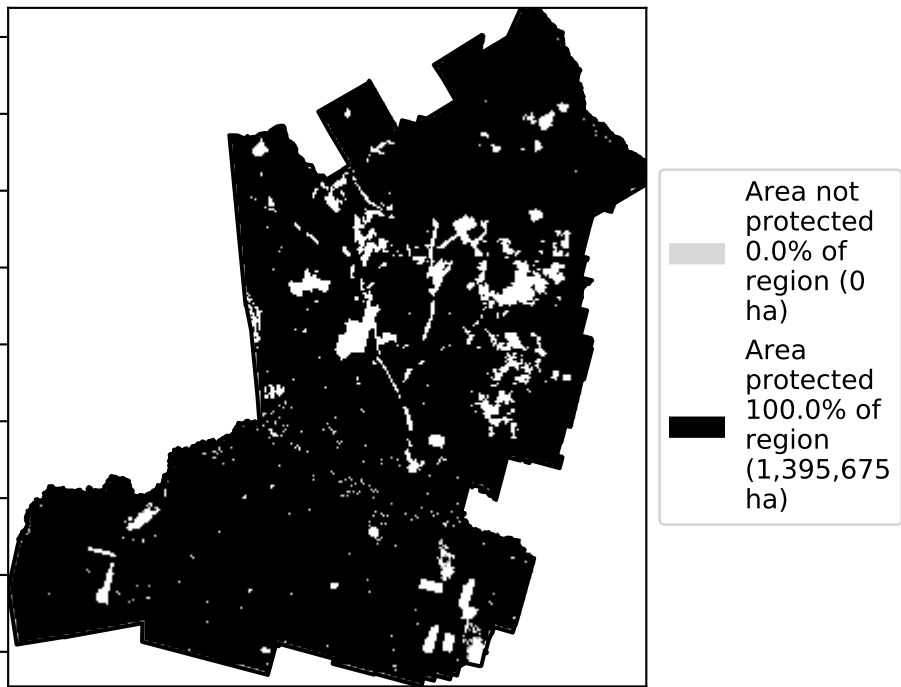 Area not
protected
0.0% of
region (0
ha)
Area
protected
100.0% of
region
(1,395,675
ha)